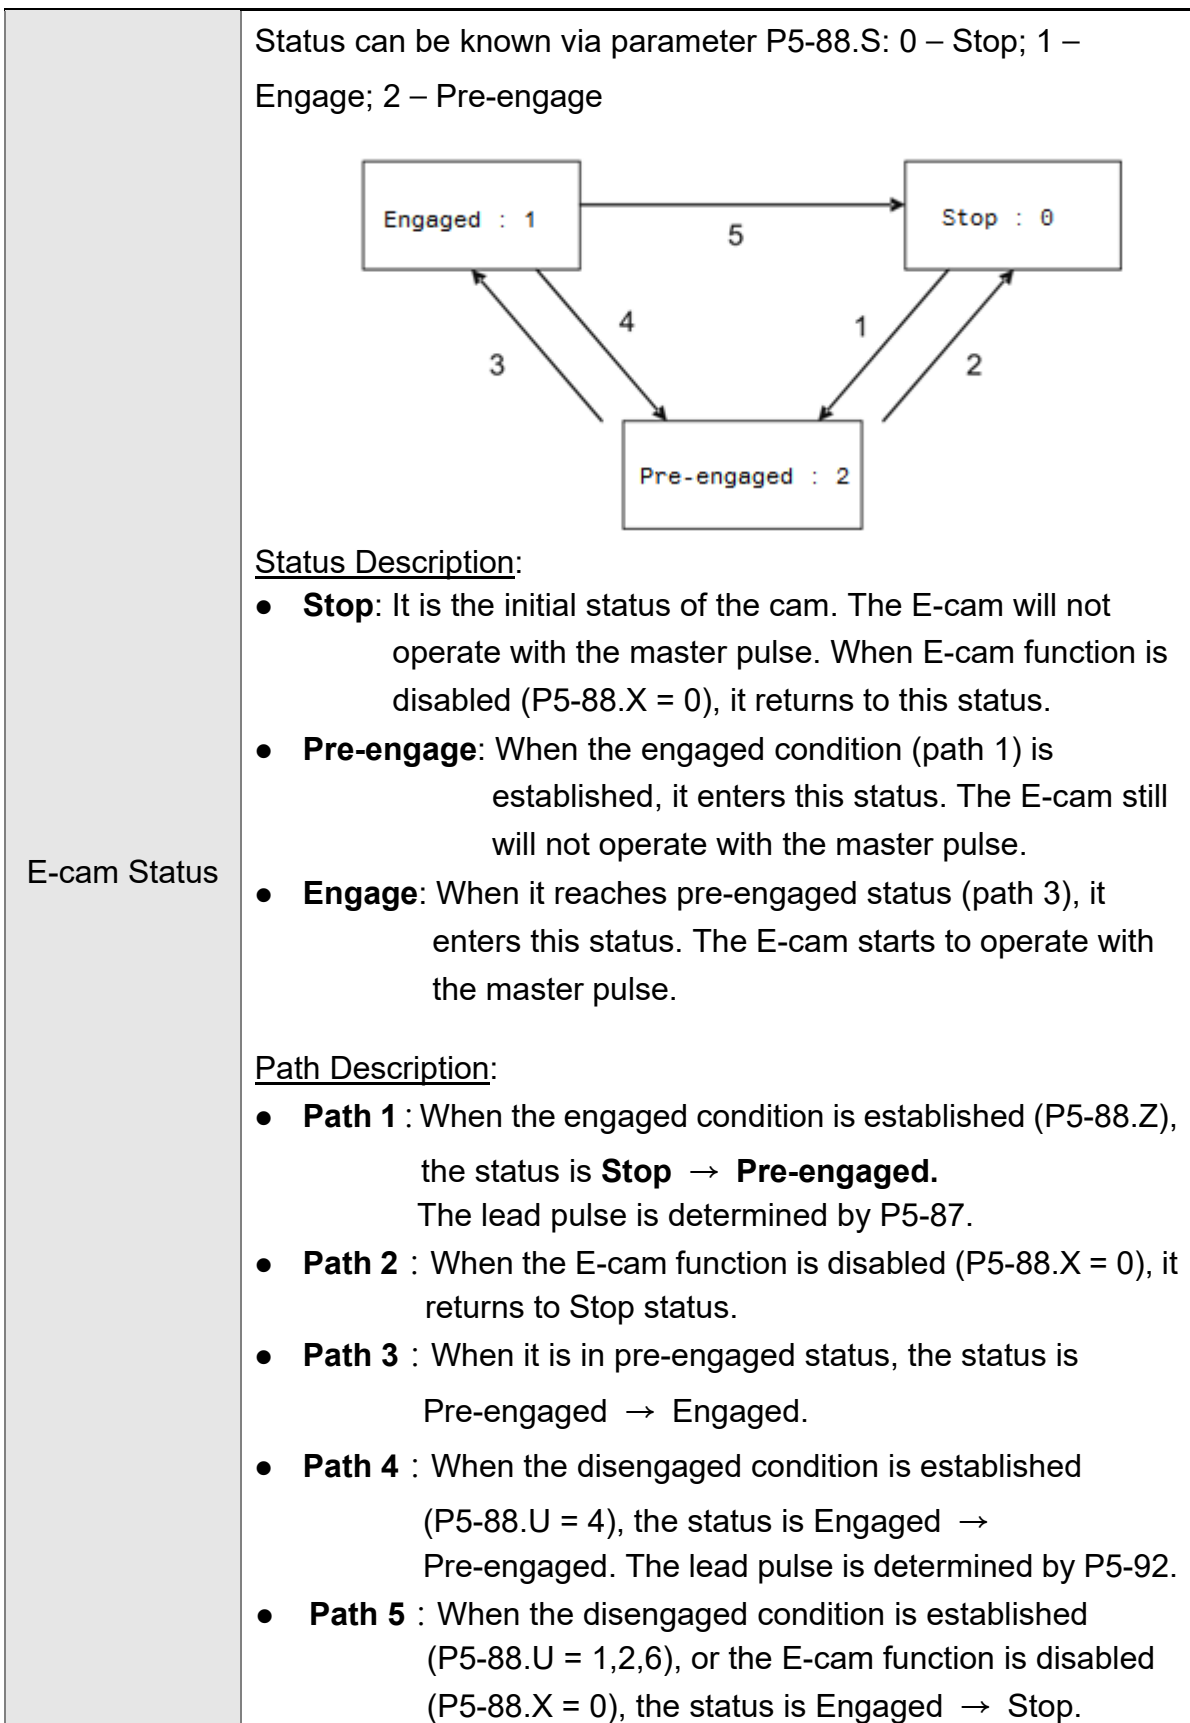 Status can be known via parameter P5-88.S: 0 – Stop; 1 –
Engage; 2 – Pre-engage
Engaged : 1
Stop : 0
5
4
1
3
2
Pre-engaged : 2
Status Description:
● Stop: It is the initial status of the cam. The E-cam will not
operate with the master pulse. When E-cam function is
disabled (P5-88.X = 0), it returns to this status.
● Pre-engage: When the engaged condition (path 1) is
established, it enters this status. The E-cam still
will not operate with the master pulse.
E-cam Status
● Engage: When it reaches pre-engaged status (path 3), it
enters this status. The E-cam starts to operate with
the master pulse.
Path Description:
● Path 1 : When the engaged condition is established (P5-88.Z),
the status is Stop → Pre-engaged.
The lead pulse is determined by P5-87.
● Path 2 : When the E-cam function is disabled (P5-88.X = 0), it
returns to Stop status.
● Path 3 : When it is in pre-engaged status, the status is
Pre-engaged → Engaged.
● Path 4 : When the disengaged condition is established
(P5-88.U = 4), the status is Engaged →
Pre-engaged. The lead pulse is determined by P5-92.
● Path 5 : When the disengaged condition is established
(P5-88.U = 1,2,6), or the E-cam function is disabled
(P5-88.X = 0), the status is Engaged → Stop.